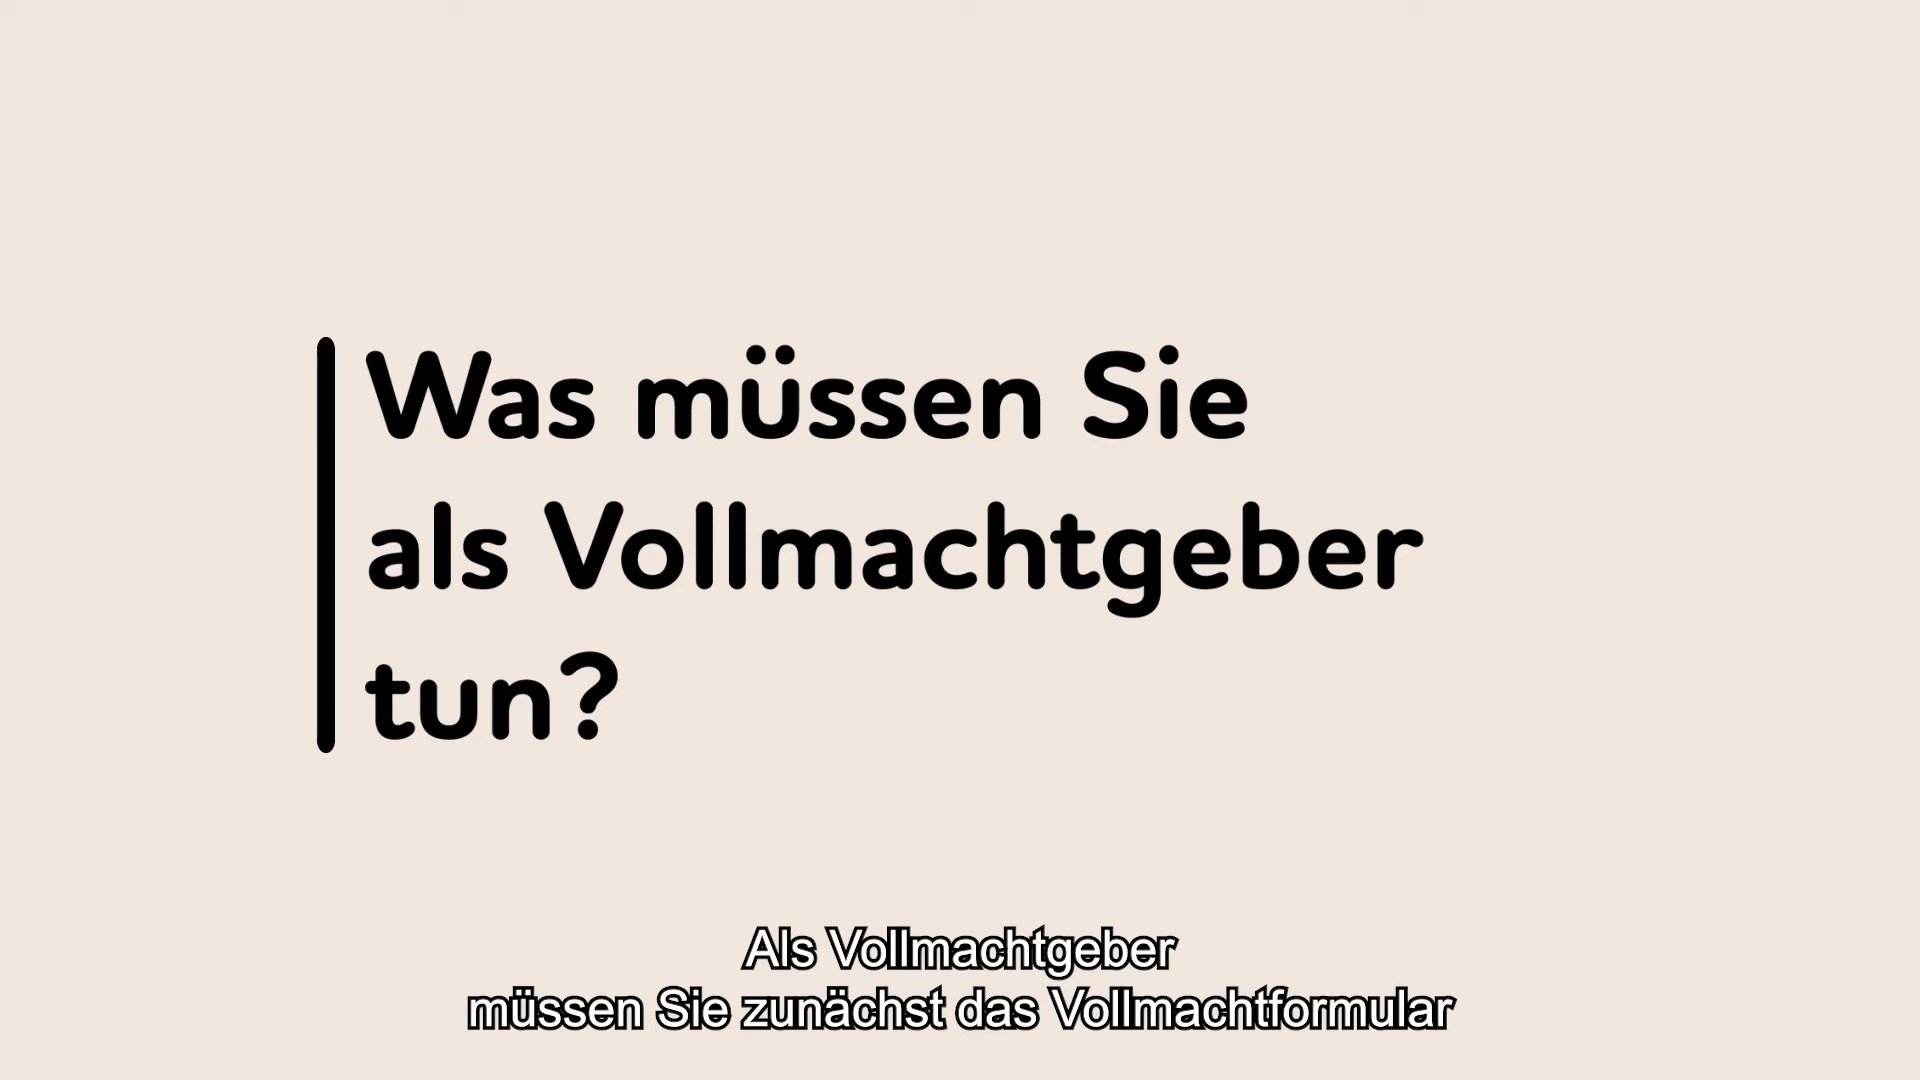 Was müssen Sie
als Vollmachtgeber
tun?
Als Vollmachtgeber
müssen Sie zunächst das Vollmachtformular